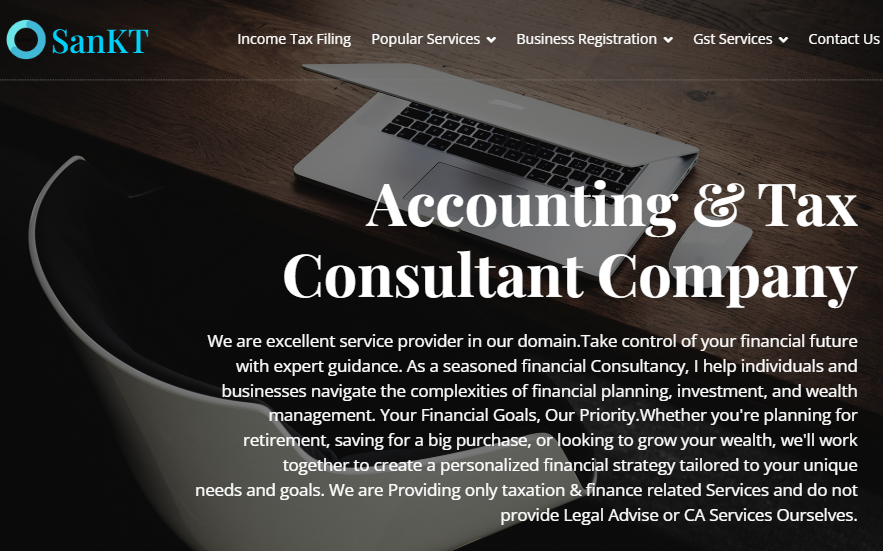 SanKT
Income Tax Filing
Popular Services
Business Registration
Gst Services
Contact Us
Accounting & Tax
Consultant Company
We are excellent service provider in our domain.Take control of your financial future
with expert guidance. As a seasoned financial Consultancy, I help individuals and
businesses navigate the complexities of financial planning, investment, and wealth
management. Your Financial Goals, Our Priority.Whether you're planning for
retirement, saving for a big purchase, or looking to grow your wealth, we'll work
together to create a personalized financial strategy tailored to your unique
needs and goals. We are Providing only taxation & finance related Services and do not
provide Legal Advise or CA Services Ourselves.